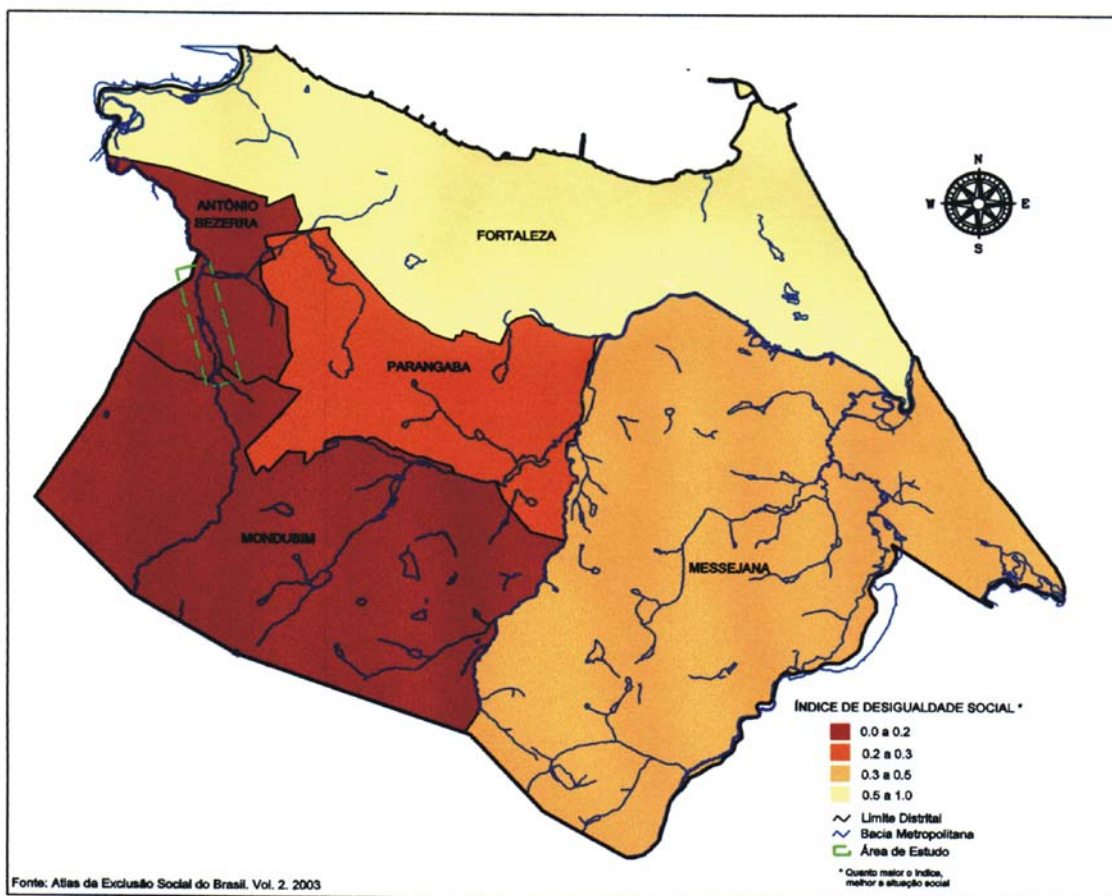 N
W
E
S
ANTÔNIO
BEZERRA
FORTALEZA
PARANGABA
MONDUBIM
MESSEJANA
ÍNDICE DE DESIGUALDADE SOCIAL *
0.0 a 0.2
0.2 a 0.3
0.3 a 0.5
0.5 a 1.0
Limite Distrital
Bacia Metropolitana
Área de Estudo
* Quanto maior o índice,
melhor a situação social
Fonte: Atlas da Exclusão Social do Brasil. Vol. 2. 2003